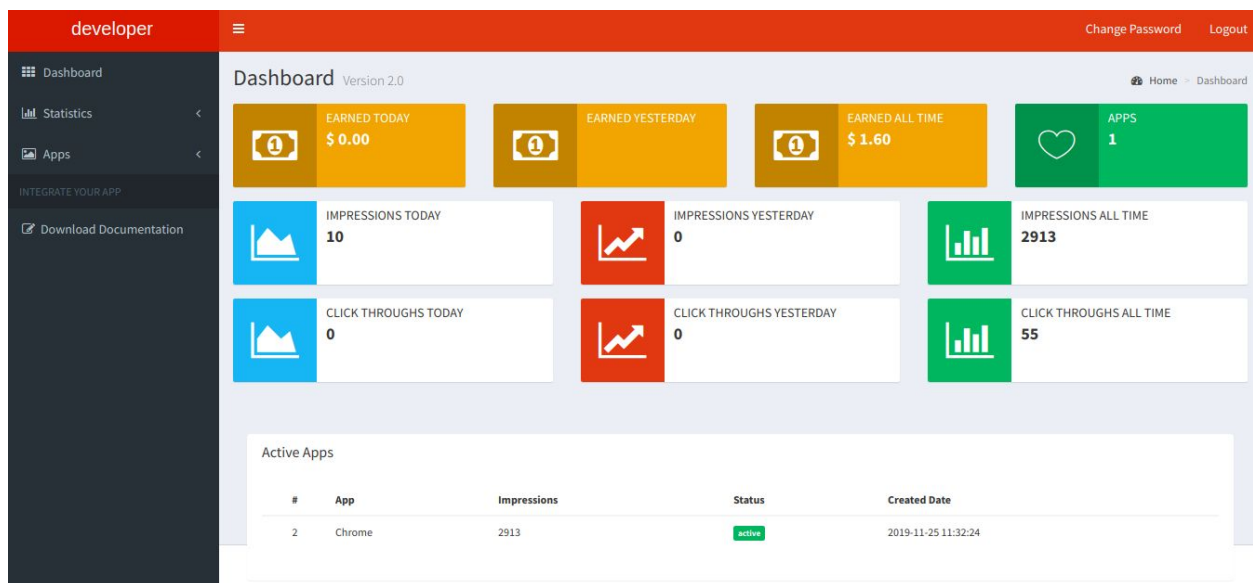 developer
Change Password Logout
Dashboard
Statistics
Apps
INTEGRATE YOUR APP
Download Documentation
Dashboard Version 2.0
Home > Dashboard
EARNED TODAY
$ 0.00
EARNED YESTERDAY
EARNED ALL TIME
$ 1.60
APPS
1
IMPRESSIONS TODAY
10
IMPRESSIONS YESTERDAY
0
IMPRESSIONS ALL TIME
2913
CLICK THROUGHS TODAY
0
CLICK THROUGHS YESTERDAY
0
CLICK THROUGHS ALL TIME
55
Active Apps
# App Impressions Status Created Date
2 Chrome 2913 active 2019-11-25 11:32:24